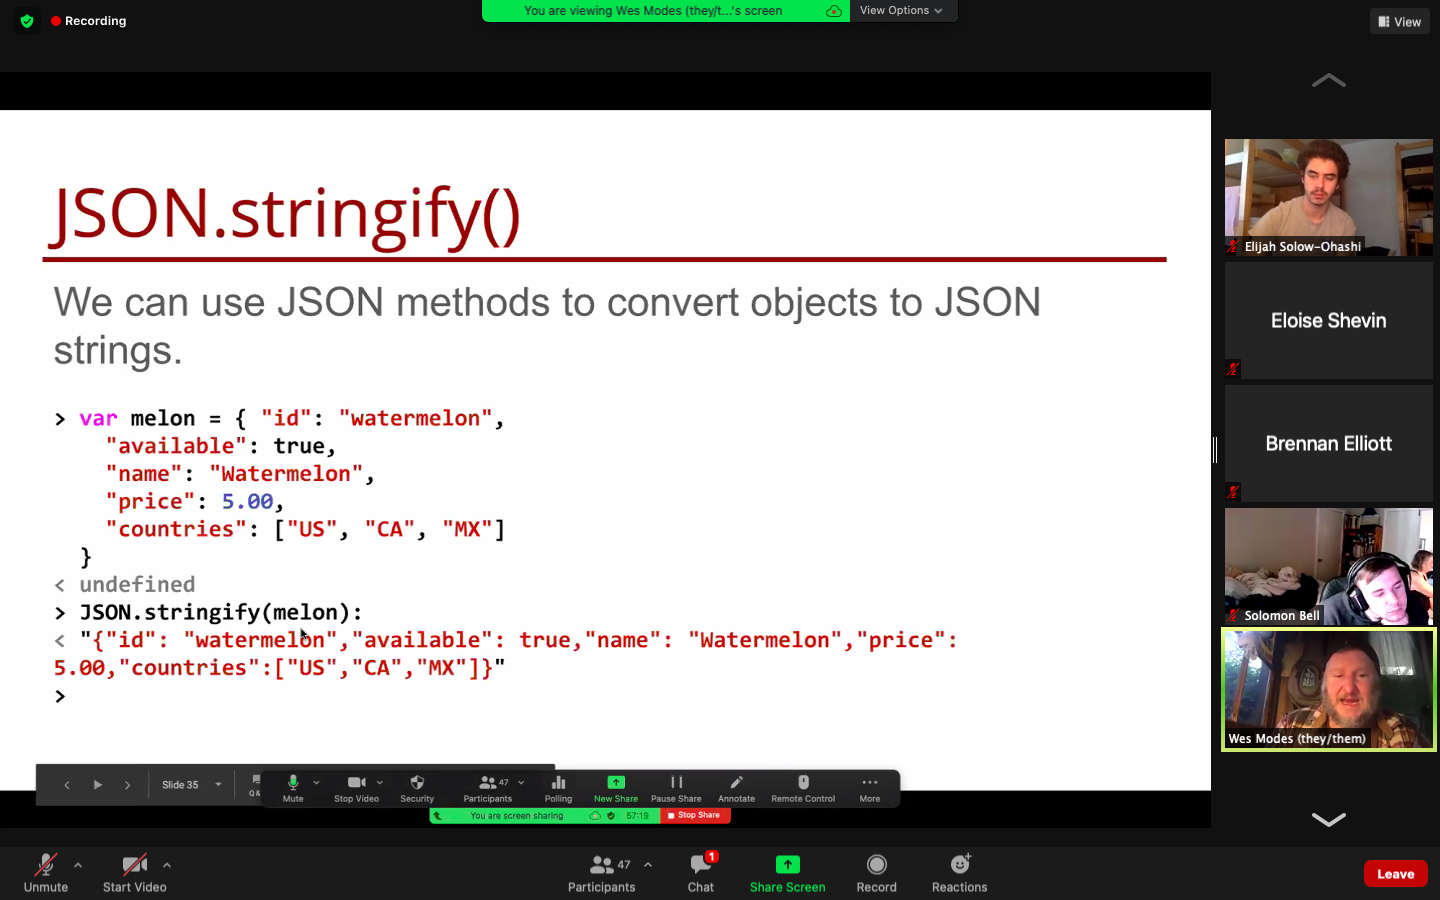 Recording
You are viewing Wes Modes (they/t...'s screen
View Options
View
JSON.stringify()
We can use JSON methods to convert objects to JSON
strings.
> var melon = { "id": "watermelon",
"available": true,
"name": "Watermelon",
"price": 5.00,
"countries": ["US", "CA", "MX"]
}
< undefined
> JSON.stringify(melon):
< "{"id": "watermelon","available": true,"name": "Watermelon","price":
5.00,"countries":["US","CA","MX"]}"
>
Elijah Solow-Ohashi
Eloise Shevin
Brennan Elliott
Solomon Bell
Wes Modes (they/them)
Slide 35
Q &
Mute
Stop Video
Security
47
Participants
Polling
New Share
Pause Share
Annotate
Remote Control
More
You are screen sharing
57:19
Stop Share
Unmute
Start Video
47
Participants
1
Chat
Share Screen
Record
Reactions
Leave